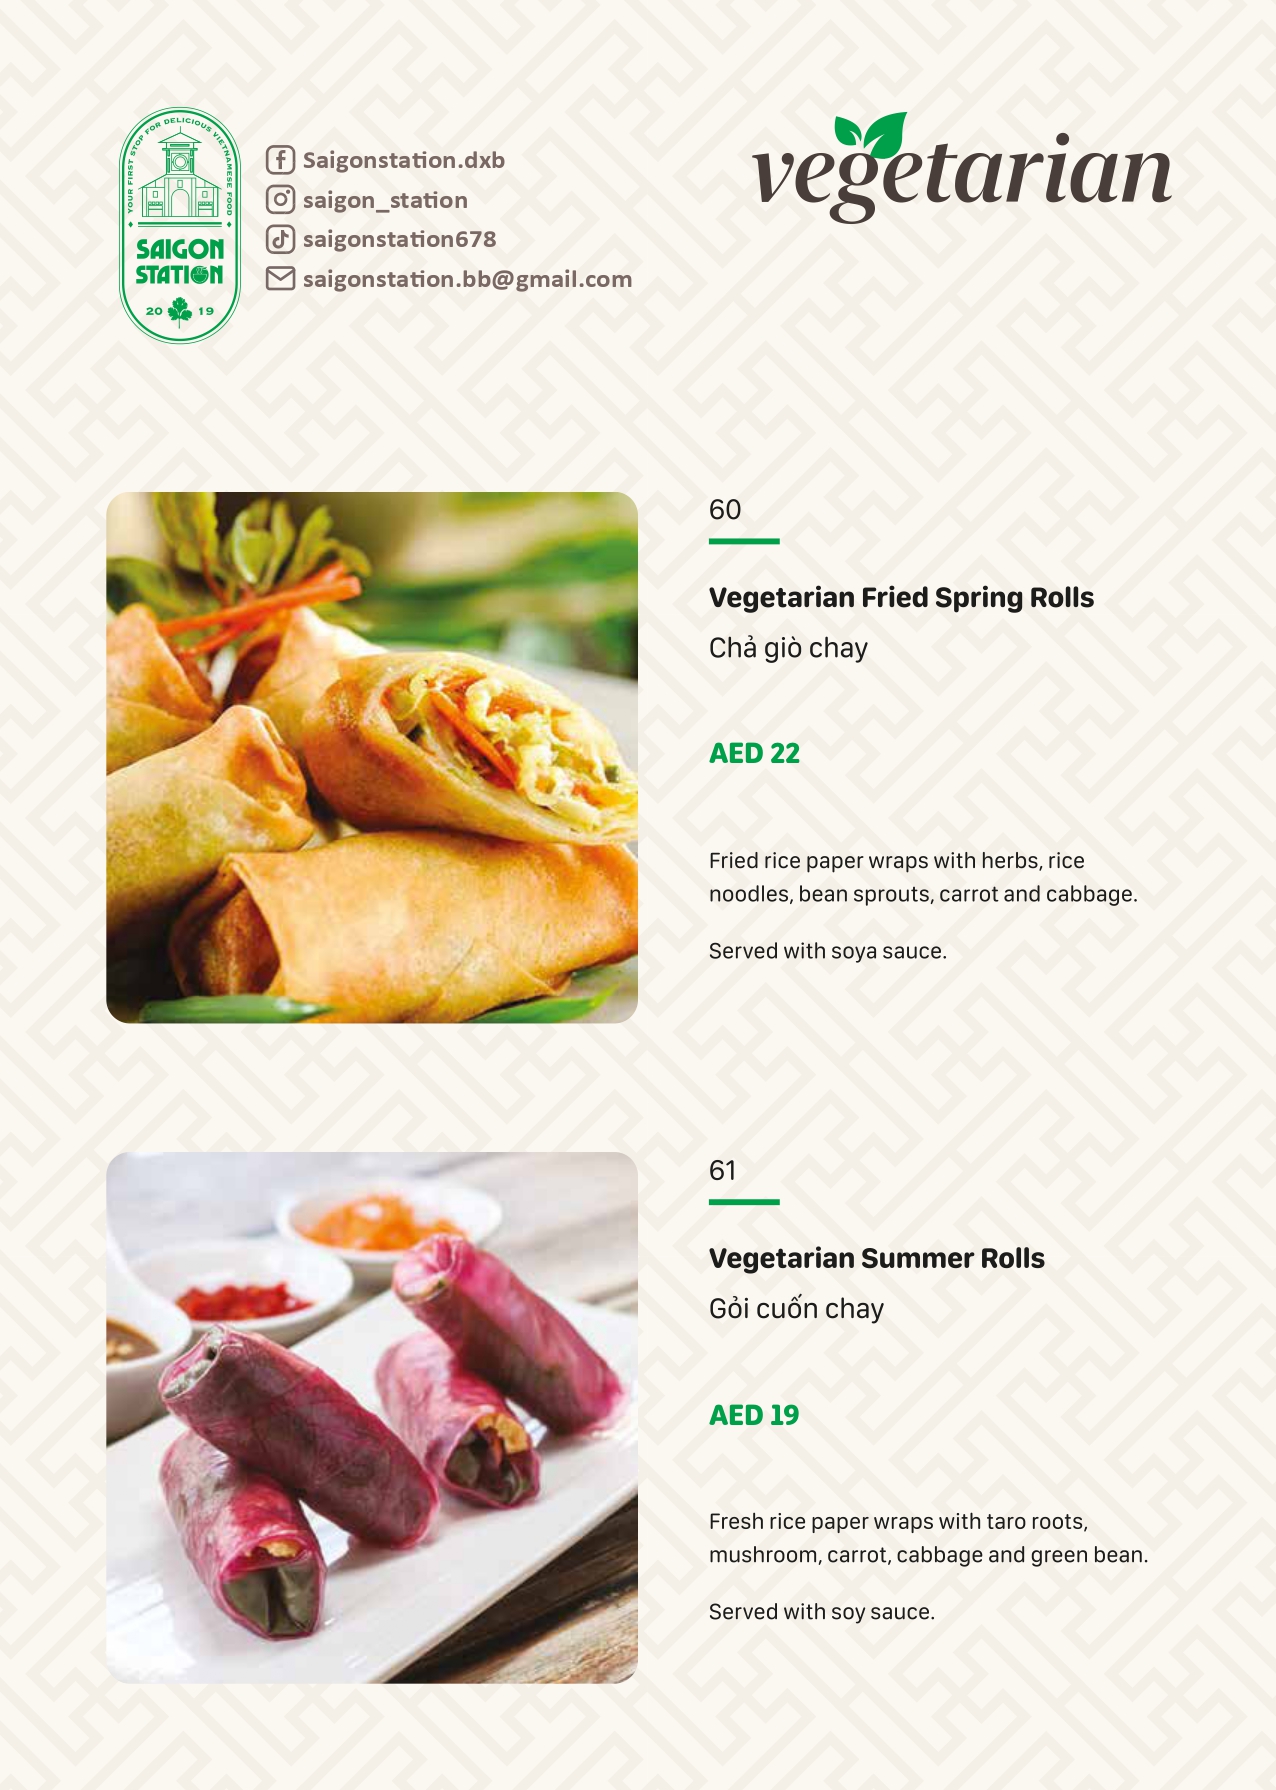 YOUR FIRST STOP FOR DELICIOUS VIETNAMESE FOOD
SAIGON
STATION
20 19
Saigonstation.dxb
saigon_station
saigonstation678
saigonstation.bb@gmail.com
vegetarian
60
Vegetarian Fried Spring Rolls
Chả giò chay
AED 22
Fried rice paper wraps with herbs, rice
noodles, bean sprouts, carrot and cabbage.
Served with soya sauce.
61
Vegetarian Summer Rolls
Gỏi cuốn chay
AED 19
Fresh rice paper wraps with taro roots,
mushroom, carrot, cabbage and green bean.
Served with soy sauce.